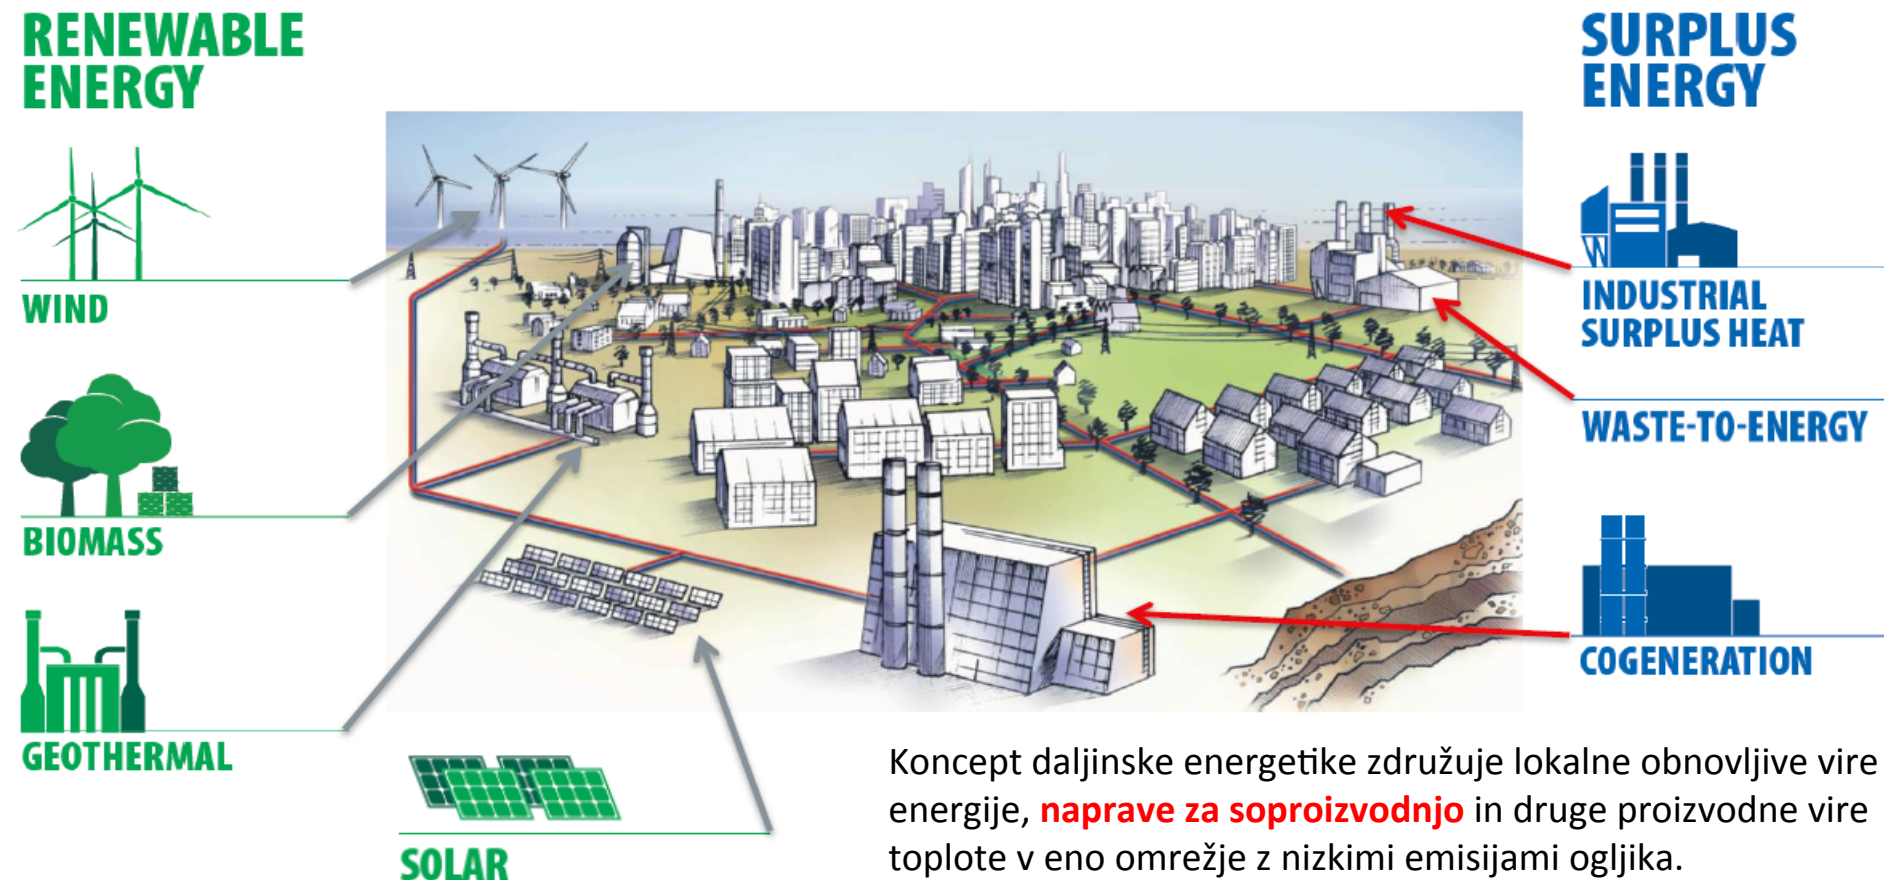 RENEWABLE
ENERGY
WIND
BIOMASS
GEOTHERMAL
SOLAR
SURPLUS
ENERGY
INDUSTRIAL
SURPLUS HEAT
WASTE-TO-ENERGY
COGENERATION
Koncept daljinske energetike združuje lokalne obnovljive vire
energije, naprave za soproizvodnjo in druge proizvodne vire
toplote v eno omrežje z nizkimi emisijami ogljika.